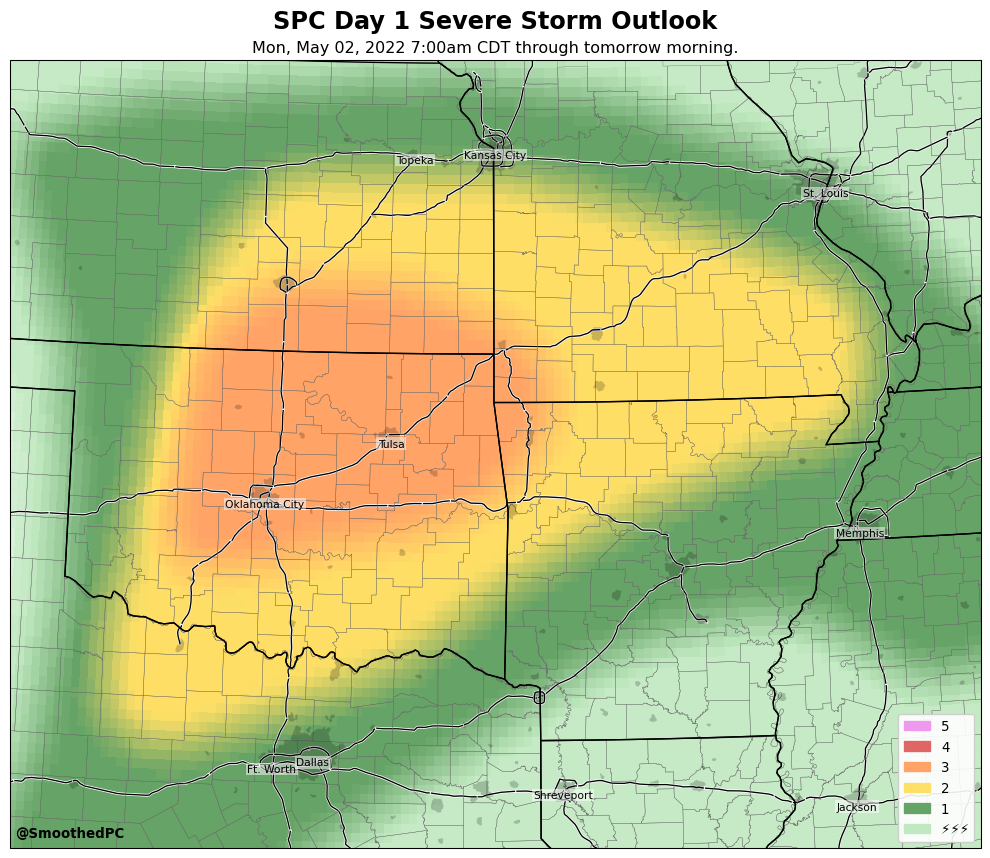 SPC Day 1 Severe Storm Outlook
Mon, May 02, 2022 7:00am CDT through tomorrow morning.
Topeka
Kansas City
St. Louis
Tulsa
Oklahoma City
Memphis
Ft. Worth
Dallas
Shreveport
Jackson
5
4
3
2
1
⚡⚡⚡
@SmoothedPC